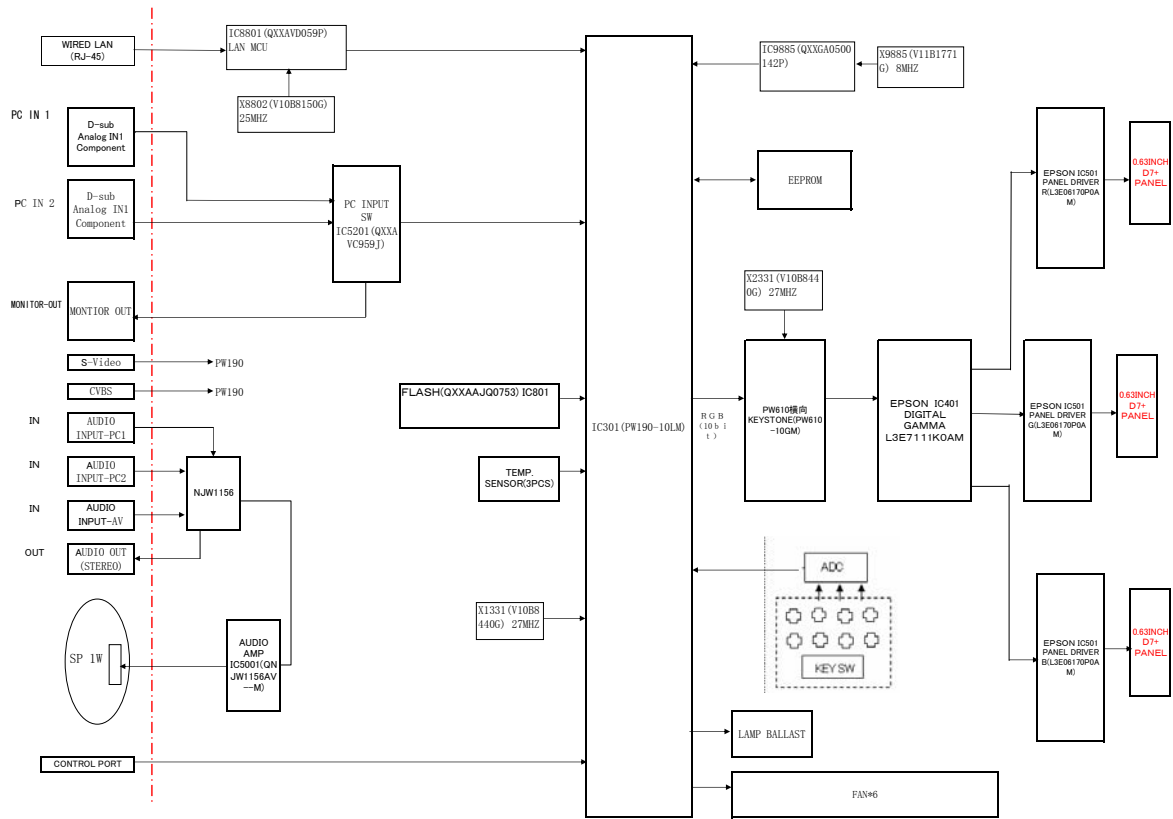 WIRED LAN
(RJ-45)
IC8801(QXXAVD059P)
LAN MCU
X8802(V10B8150G)
25MHZ
IC9885(QXXGA0500
142P)
X9885(V11B1771
G) 8MHZ
PC IN 1
D-sub
Analog IN1
Component
PC IN 2
D-sub
Analog IN1
Component
PC INPUT
SW
IC5201(QXXA
VC959J)
EEPROM
EPSON IC501
PANEL DRIVER
R(L3E06170P0A
M)
0.63INCH
D7+
PANEL
MONITOR-OUT
MONTIOR OUT
X2331(V10B844
0G) 27MHZ
S-Video
PW190
CVBS
PW190
FLASH(QXXAAJQ0753) IC801
IC301(PW190-10LM)
RGB
(10bi
t )
PW610橫向
KEYSTONE(PW610
-10GM)
EPSON IC401
DIGITAL
GAMMA
L3E7111K0AM
EPSON IC501
PANEL DRIVER
G(L3E06170P0A
M)
0.63INCH
D7+
PANEL
IN
AUDIO
INPUT-PC1
IN
AUDIO
INPUT-PC2
IN
AUDIO
INPUT-AV
OUT
AUDIO OUT
(STEREO)
NJW1156
TEMP.
SENSOR(3PCS)
ADC
KEY SW
X1331(V10B8
440G) 27MHZ
SP 1W
AUDIO
AMP
IC5001(QN
JW1156AV
--M)
EPSON IC501
PANEL DRIVER
B(L3E06170P0A
M)
0.63INCH
D7+
PANEL
LAMP BALLAST
CONTROL PORT
FAN*6